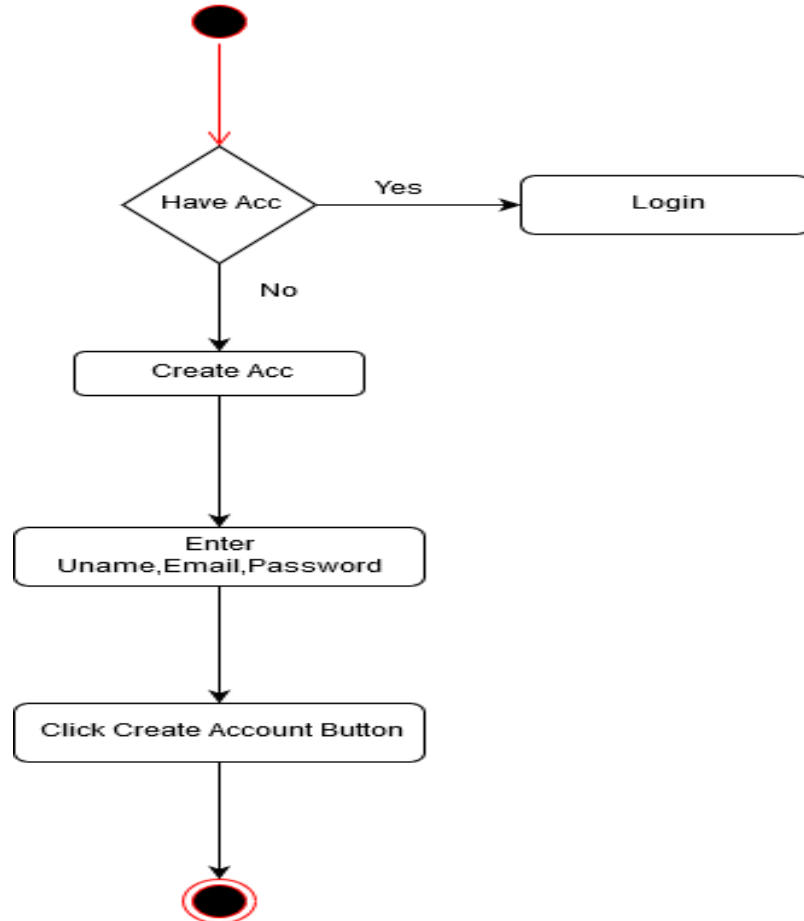 Have Acc
Yes
Login
No
Create Acc
Enter
Uname,Email,Password
Click Create Account Button